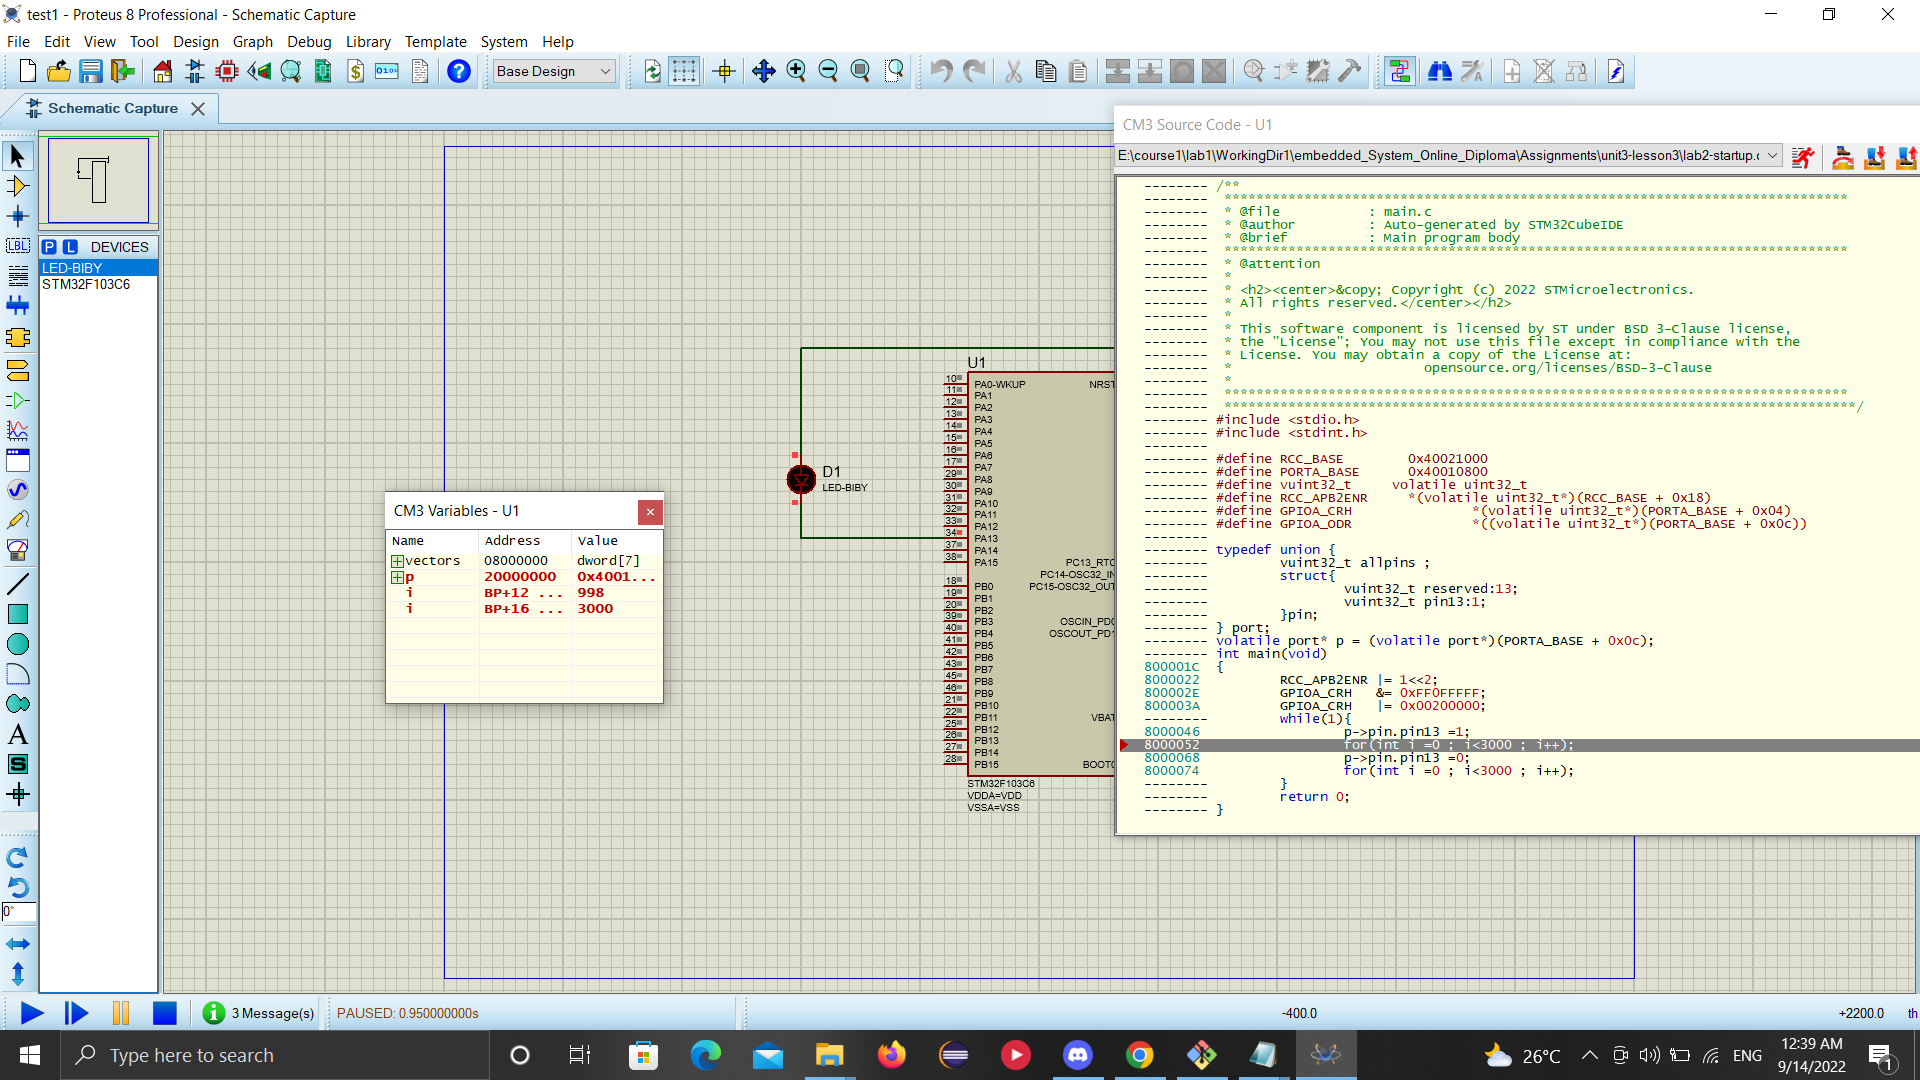 test1 - Proteus 8 Professional - Schematic Capture
File Edit View Tool Design Graph Debug Library Template System Help
Base Design
Schematic Capture
P L DEVICES
LED-BIBY
STM32F103C6
LBL
A
S
0°
CM3 Variables - U1
Name Address Value
vectors 08000000 dword[7]
p 20000000 0x4001...
i BP+12 ... 998
i BP+16 ... 3000
D1
LED-BIBY
U1
10 PA0-WKUP NRST
11 PA1
12 PA2
13 PA3
14 PA4
15 PA5
16 PA6
17 PA7
29 PA8
30 PA9
31 PA10
32 PA11
33 PA12
34 PA13
37 PA14
38 PA15
PC13_RTC
PC14-OSC32_IN
PC15-OSC32_OUT
18 PB0
19 PB1
20 PB2
39 PB3 OSCIN_PD0
40 PB4 OSCOUT_PD1
41 PB5
42 PB6
43 PB7
45 PB8
46 PB9
21 PB10
22 PB11 VBAT
25 PB12
26 PB13
27 PB14
28 PB15 BOOT0
STM32F103C6
VDDA=VDD
VSSA=VSS
CM3 Source Code - U1
E:\course1\lab1\WorkingDir1\embedded_System_Online_Diploma\Assignments\unit3-lesson3\lab2-startup.c
-------- /**
-------- ******************************************************************************
-------- * @file : main.c
-------- * @author : Auto-generated by STM32CubeIDE
-------- * @brief : Main program body
-------- ******************************************************************************
-------- * @attention
-------- *
-------- * <h2><center>&copy; Copyright (c) 2022 STMicroelectronics.
-------- * All rights reserved.</center></h2>
-------- *
-------- * This software component is licensed by ST under BSD 3-Clause license,
-------- * the "License"; You may not use this file except in compliance with the
-------- * License. You may obtain a copy of the License at:
-------- * opensource.org/licenses/BSD-3-Clause
-------- *
-------- ******************************************************************************
-------- *******************************************************************************/
-------- #include <stdio.h>
-------- #include <stdint.h>
--------
-------- #define RCC_BASE 0x40021000
-------- #define PORTA_BASE 0x40010800
-------- #define vuint32_t volatile uint32_t
-------- #define RCC_APB2ENR *(volatile uint32_t*)(RCC_BASE + 0x18)
-------- #define GPIOA_CRH *(volatile uint32_t*)(PORTA_BASE + 0x04)
-------- #define GPIOA_ODR *((volatile uint32_t*)(PORTA_BASE + 0x0c))
--------
-------- typedef union {
-------- vuint32_t allpins ;
-------- struct{
-------- vuint32_t reserved:13;
-------- vuint32_t pin13:1;
-------- }pin;
-------- } port;
-------- volatile port* p = (volatile port*)(PORTA_BASE + 0x0c);
-------- int main(void)
800001C {
8000022 RCC_APB2ENR |= 1<<2;
800002E GPIOA_CRH &= 0xFF0FFFFF;
800003A GPIOA_CRH |= 0x00200000;
-------- while(1){
8000046 p->pin.pin13 =1;
8000052 for(int i =0 ; i<3000 ; i++);
8000068 p->pin.pin13 =0;
8000074 for(int i =0 ; i<3000 ; i++);
-------- }
-------- return 0;
-------- }
3 Message(s) PAUSED: 0.950000000s -400.0 +2200.0 th
Type here to search 26°C ENG 12:39 AM
9/14/2022
1